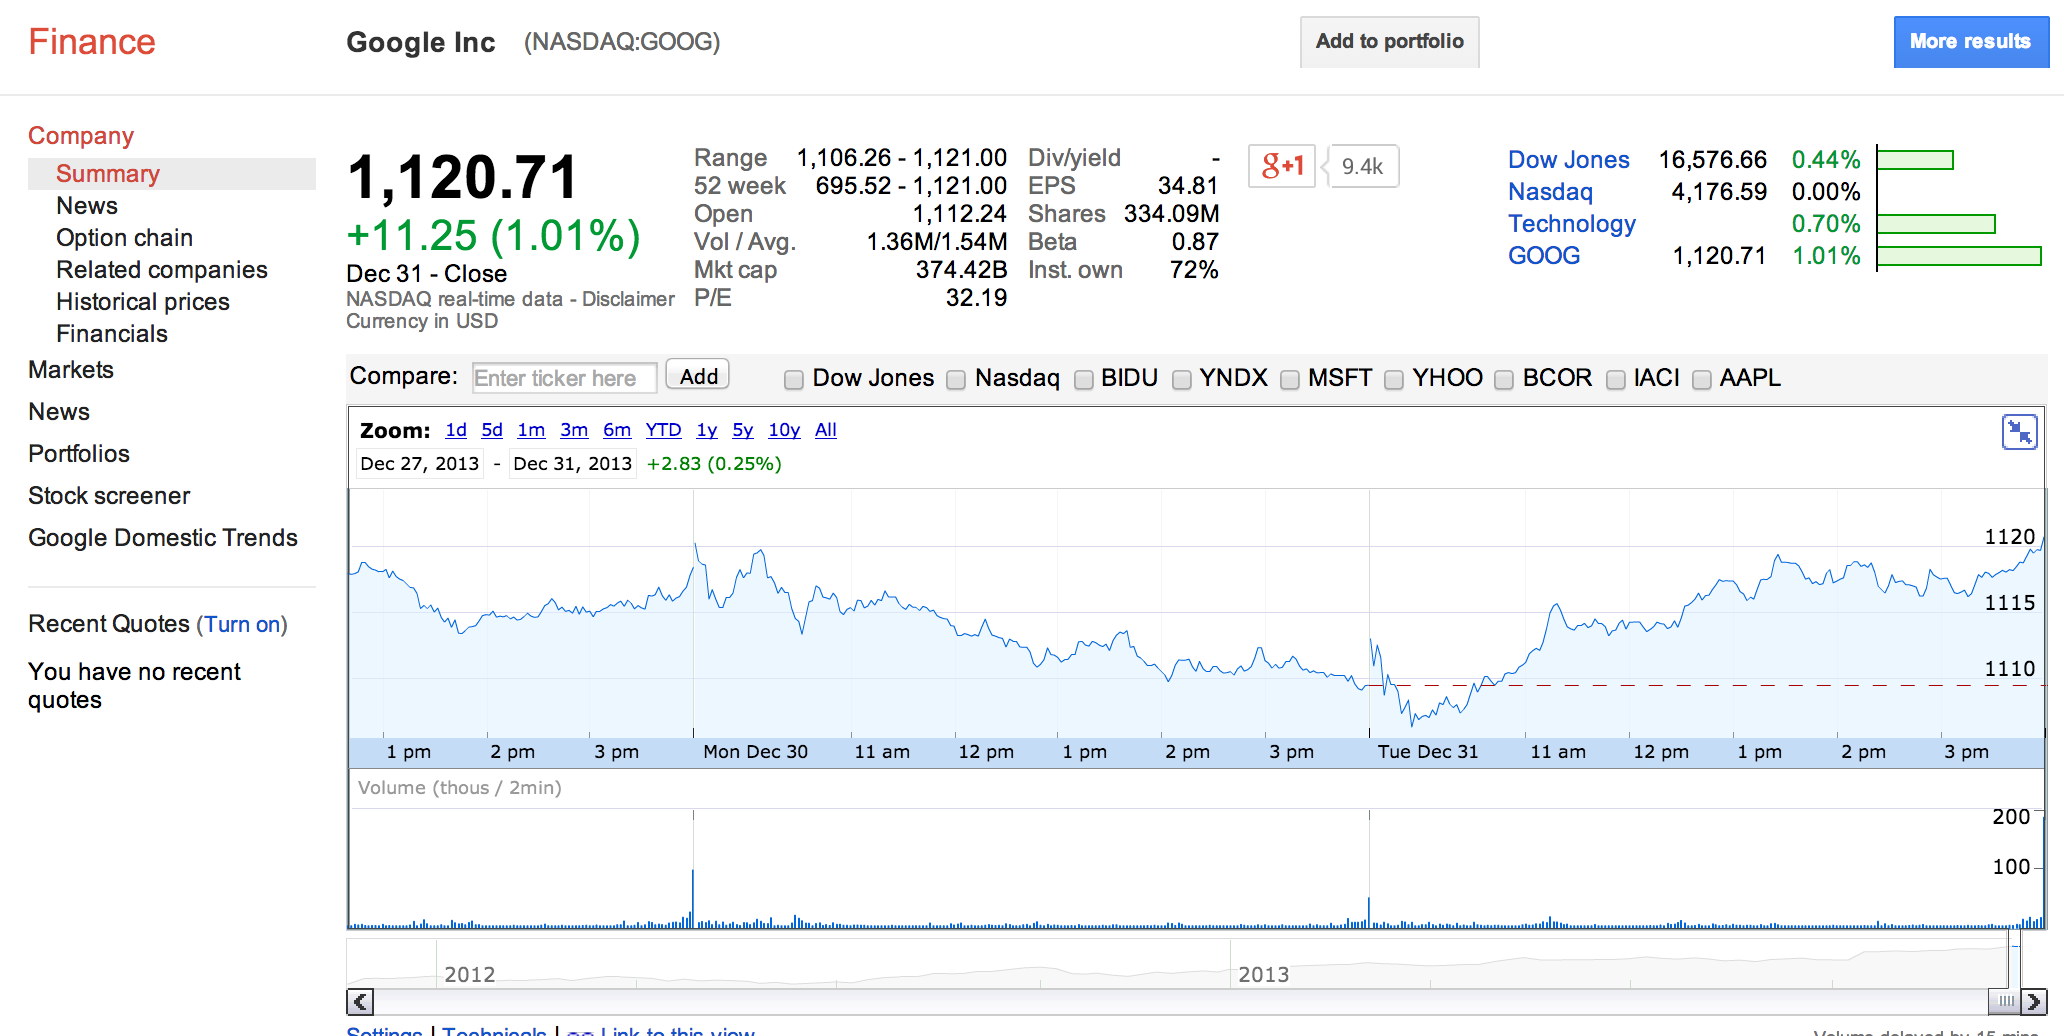 Finance
Google Inc (NASDAQ:GOOG)
Add to portfolio
More results
Company
Summary
News
Option chain
Related companies
Historical prices
Financials
Markets
News
Portfolios
Stock screener
Google Domestic Trends
Recent Quotes (Turn on)
You have no recent
quotes
1,120.71
+11.25 (1.01%)
Dec 31 - Close
NASDAQ real-time data - Disclaimer
Currency in USD
Range 1,106.26 - 1,121.00
52 week 695.52 - 1,121.00
Open 1,112.24
Vol / Avg. 1.36M/1.54M
Mkt cap 374.42B
P/E 32.19
Div/yield -
EPS 34.81
Shares 334.09M
Beta 0.87
Inst. own 72%
g+1 9.4k
Dow Jones 16,576.66 0.44%
Nasdaq 4,176.59 0.00%
Technology 0.70%
GOOG 1,120.71 1.01%
Compare: Enter ticker here Add Dow Jones Nasdaq BIDU YNDX MSFT YHOO BCOR IACI AAPL
Zoom: 1d 5d 1m 3m 6m YTD 1y 5y 10y All
Dec 27, 2013 - Dec 31, 2013 +2.83 (0.25%)
1120
1115
1110
1 pm 2 pm 3 pm Mon Dec 30 11 am 12 pm 1 pm 2 pm 3 pm Tue Dec 31 11 am 12 pm 1 pm 2 pm 3 pm
Volume (thous / 2min)
200
100
2012 2013
Settings | Technicals | Link to this view
Volume delayed by 15 mins.